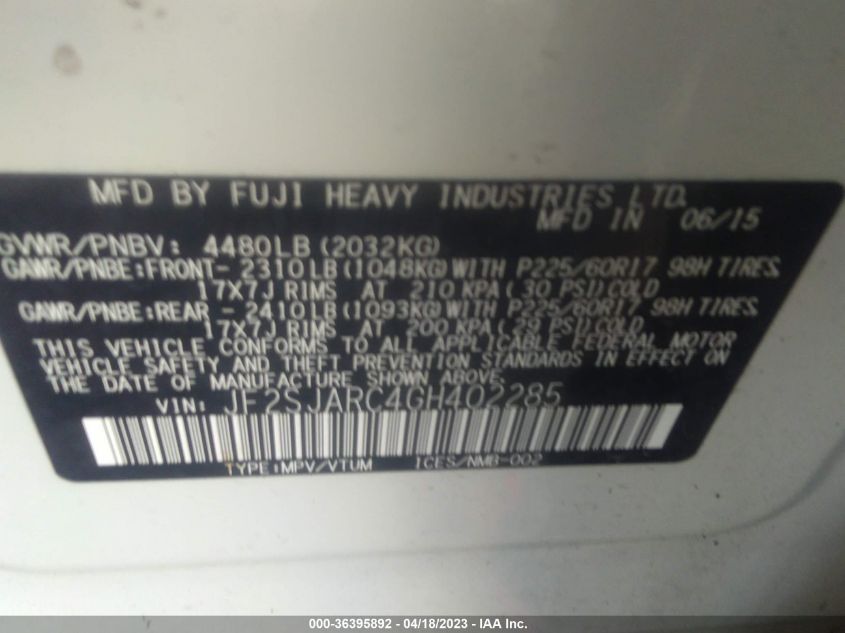 MFD BY FUJI HEAVY INDUSTRIES LTD.
MFD IN 06/15
GVWR/PNBV: 4480LB (2032KG)
GAWR/PNBE:FRONT- 2310LB (1048KG) WITH P225/60R17 98H TIRES
17X7J RIMS AT 210 KPA (30 PSI) COLD
GAWR/PNBE:REAR - 2410LB (1093KG) WITH P225/60R17 98H TIRES
17X7J RIMS AT 200 KPA (29 PSI) COLD
THIS VEHICLE CONFORMS TO ALL APPLICABLE FEDERAL MOTOR
VEHICLE SAFETY AND THEFT PREVENTION STANDARDS IN EFFECT ON
THE DATE OF MANUFACTURE SHOWN ABOVE.
VIN: JF2SJARC4GH402285
TYPE:MPV/VTUM ICES/NMB-002
000-36395892 - 04/18/2023 - IAA Inc.